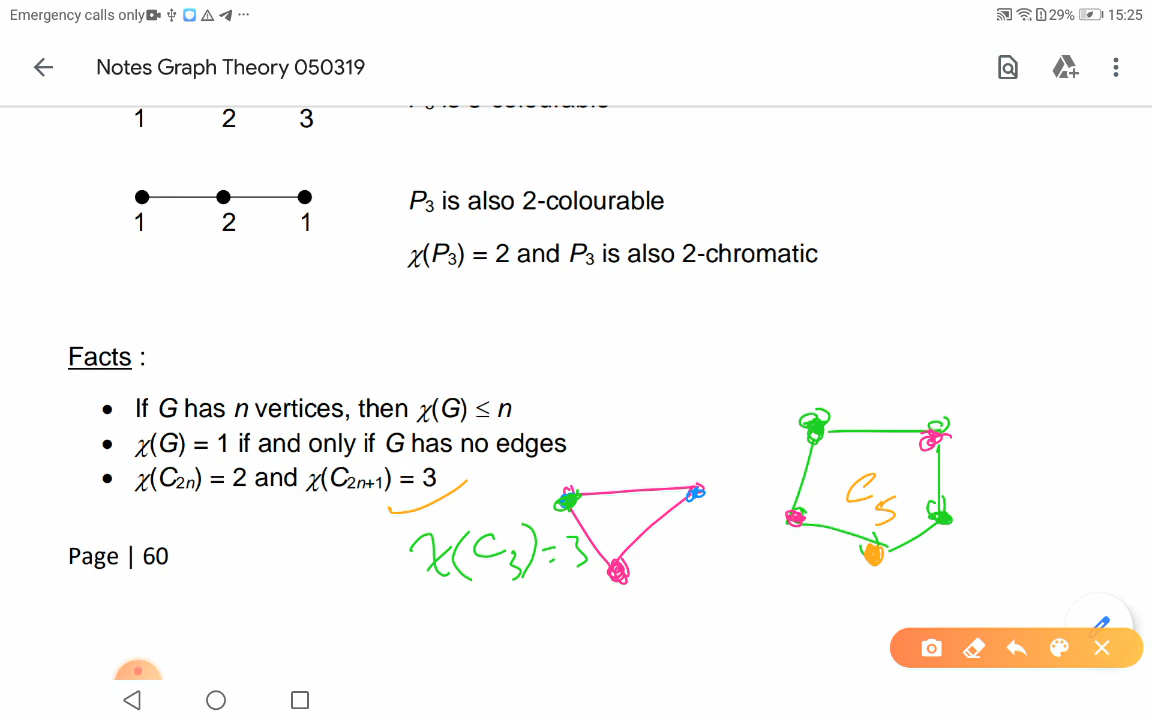 Emergency calls only 29% 15:25
Notes Graph Theory 050319
1 2 3
P3 is also 2-colourable
1 2 1
χ(P3) = 2 and P3 is also 2-chromatic
Facts :
• If G has n vertices, then χ(G) ≤ n
• χ(G) = 1 if and only if G has no edges
• χ(C2n) = 2 and χ(C2n+1) = 3
C5
χ(C3)=3
Page | 60